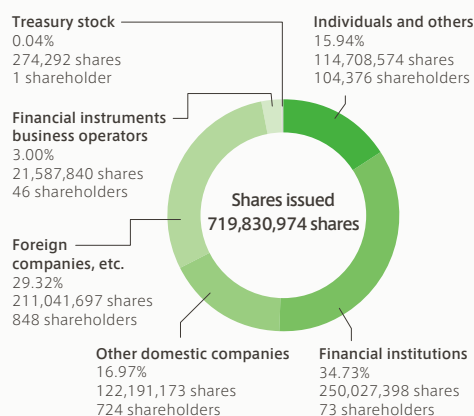 Treasury stock
0.04%
274,292 shares
1 shareholder
Individuals and others
15.94%
114,708,574 shares
104,376 shareholders
Financial instruments
business operators
3.00%
21,587,840 shares
46 shareholders
Shares issued
719,830,974 shares
Foreign
companies, etc.
29.32%
211,041,697 shares
848 shareholders
Other domestic companies
16.97%
122,191,173 shares
724 shareholders
Financial institutions
34.73%
250,027,398 shares
73 shareholders